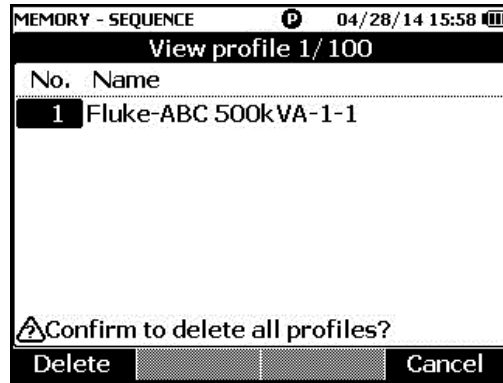 MEMORY - SEQUENCE P 04/28/14 15:58
View profile 1/100
No. Name
1 Fluke-ABC 500kVA-1-1
Confirm to delete all profiles?
Delete Cancel